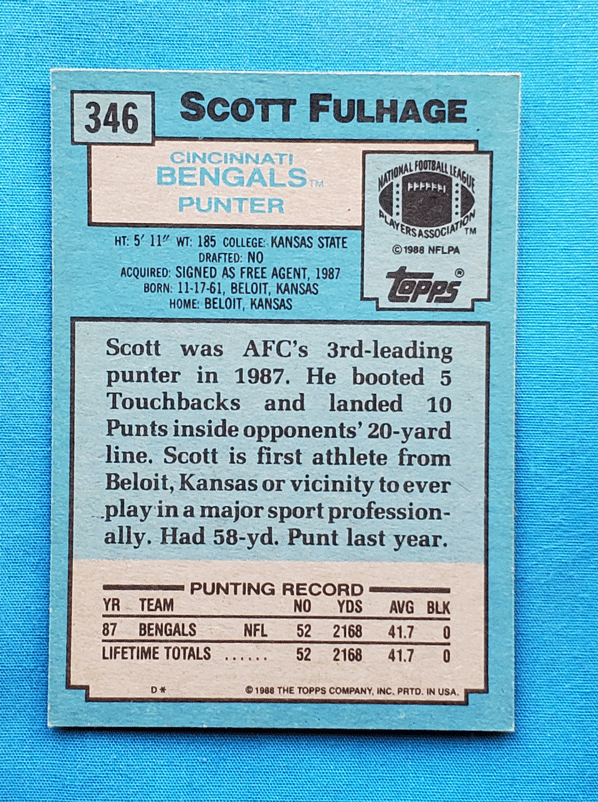 346
SCOTT FULHAGE
CINCINNATI
BENGALS™
PUNTER
NATIONAL FOOTBALL LEAGUE
PLAYERS ASSOCIATION™
©1988 NFLPA
topps®
HT: 5' 11" WT: 185 COLLEGE: KANSAS STATE
DRAFTED: NO
ACQUIRED: SIGNED AS FREE AGENT, 1987
BORN: 11-17-61, BELOIT, KANSAS
HOME: BELOIT, KANSAS
Scott was AFC's 3rd-leading
punter in 1987. He booted 5
Touchbacks and landed 10
Punts inside opponents' 20-yard
line. Scott is first athlete from
Beloit, Kansas or vicinity to ever
play in a major sport profession-
ally. Had 58-yd. Punt last year.
PUNTING RECORD
YR TEAM NO YDS AVG BLK
87 BENGALS NFL 52 2168 41.7 0
LIFETIME TOTALS ...... 52 2168 41.7 0
D* ©1988 THE TOPPS COMPANY, INC. PRTD. IN USA.